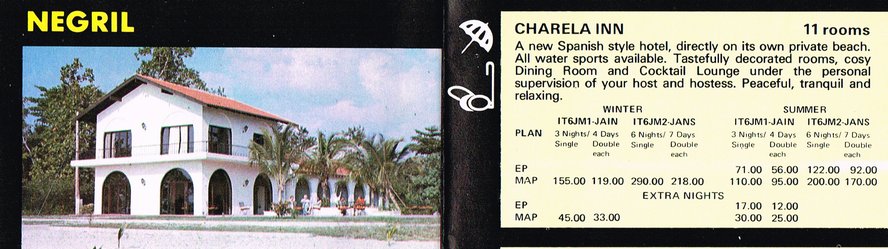 NEGRIL
CHARELA INN 11 rooms
A new Spanish style hotel, directly on its own private beach.
All water sports available. Tastefully decorated rooms, cosy
Dining Room and Cocktail Lounge under the personal
supervision of your host and hostess. Peaceful, tranquil and
relaxing.
WINTER SUMMER
IT6JM1-JAIN IT6JM2-JANS IT6JM1-JAIN IT6JM2-JANS
PLAN 3 Nights/ 4 Days 6 Nights/ 7 Days 3 Nights/ 4 Days 6 Nights/ 7 Days
Single Double Single Double Single Double Single Double
each each each each
EP 71.00 56.00 122.00 92.00
MAP 155.00 119.00 290.00 218.00 110.00 95.00 200.00 170.00
EXTRA NIGHTS
EP 17.00 12.00
MAP 45.00 33.00 30.00 25.00